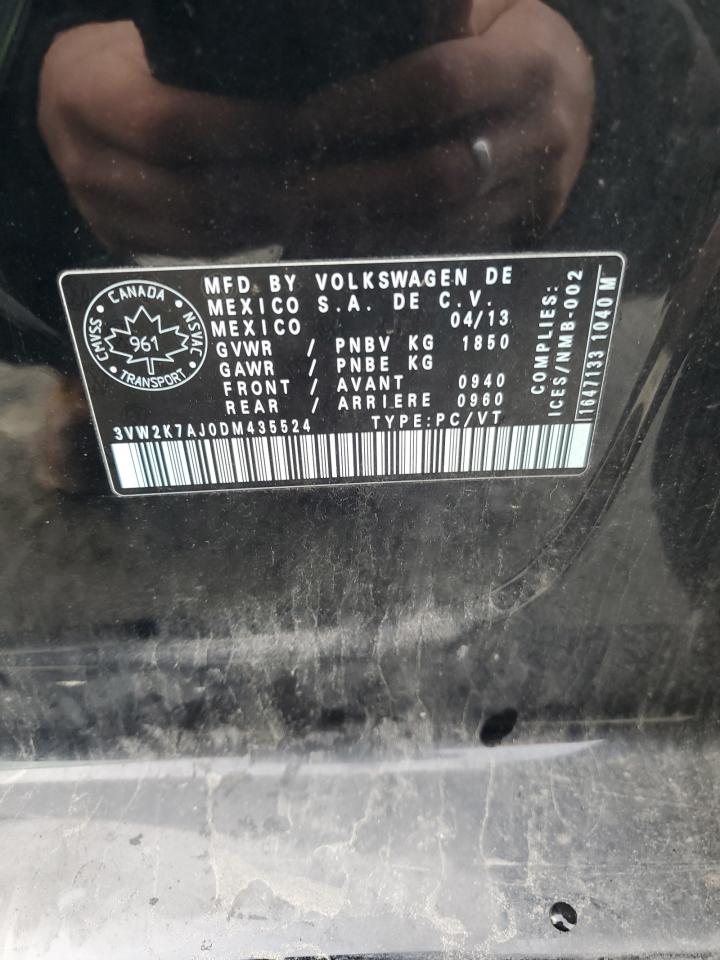 CANADA
CMVSS
NSVAC
961
TRANSPORT
MFD BY VOLKSWAGEN DE
MEXICO S.A. DE C.V.
MEXICO 04/13
GVWR / PNBV KG 1850
GAWR / PNBE KG
FRONT / AVANT 0940
REAR / ARRIERE 0960
3VW2K7AJ0DM435524 TYPE:PC/VT
COMPLIES:
ICES/NMB-002
1647133 1040 M